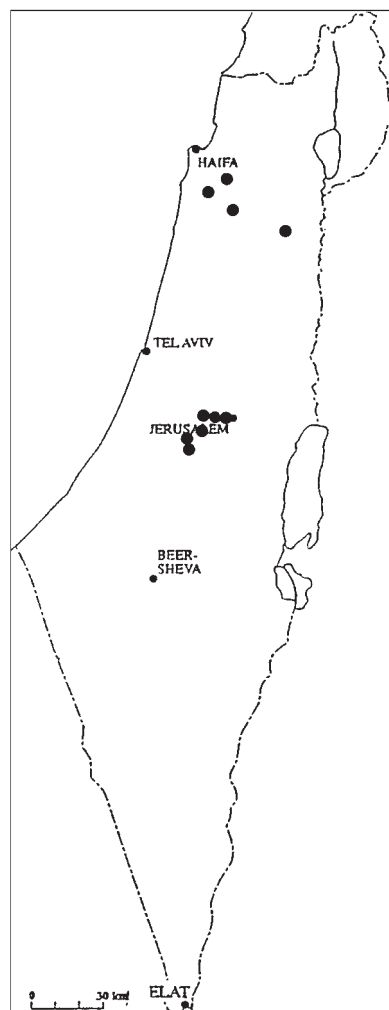 HAIFA
TEL AVIV
JERUSALEM
BEER-
SHEVA
ELAT
0 30 km